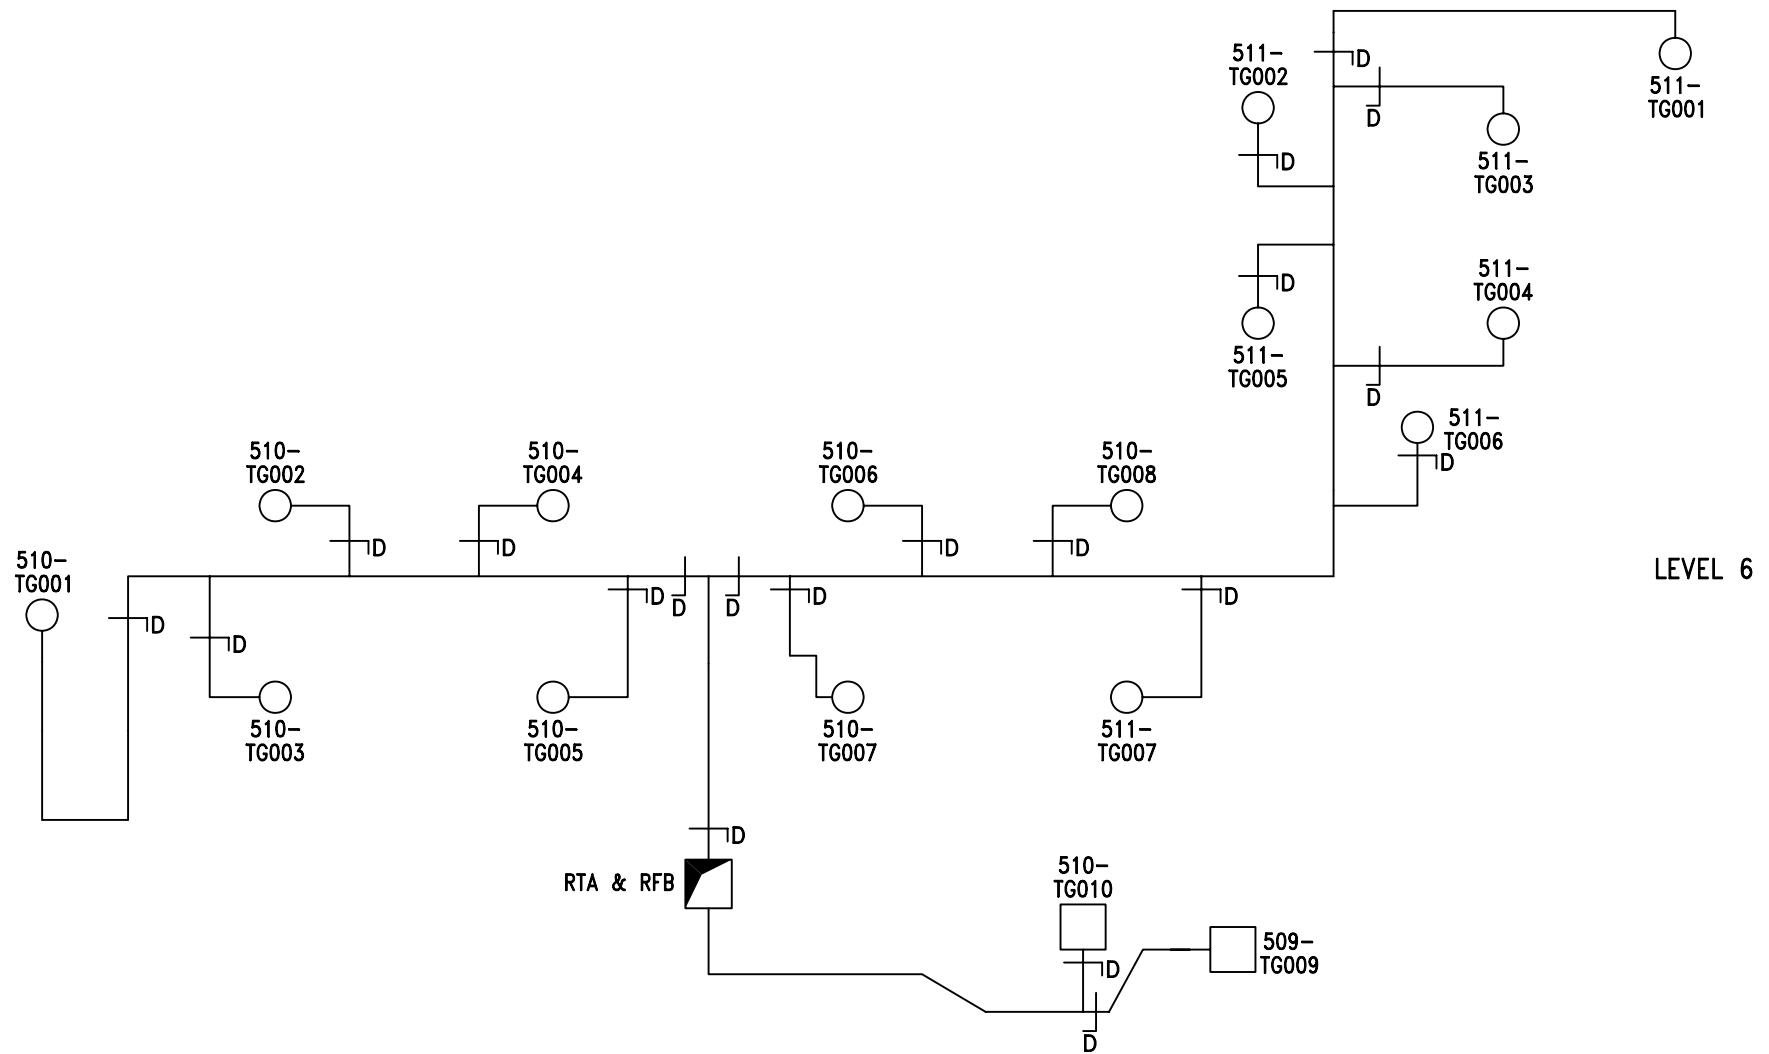 511-
TG002
D
511-
TG001
D
511-
TG003
D
D
511-
TG005
511-
TG004
D
511-
TG006
D
510-
TG002
D
510-
TG004
D
510-
TG006
D
510-
TG008
D
LEVEL 6
510-
TG001
D
D
510-
TG003
D
510-
TG005
D
D
D
510-
TG007
D
511-
TG007
D
RTA & RFB
510-
TG010
D
509-
TG009
D